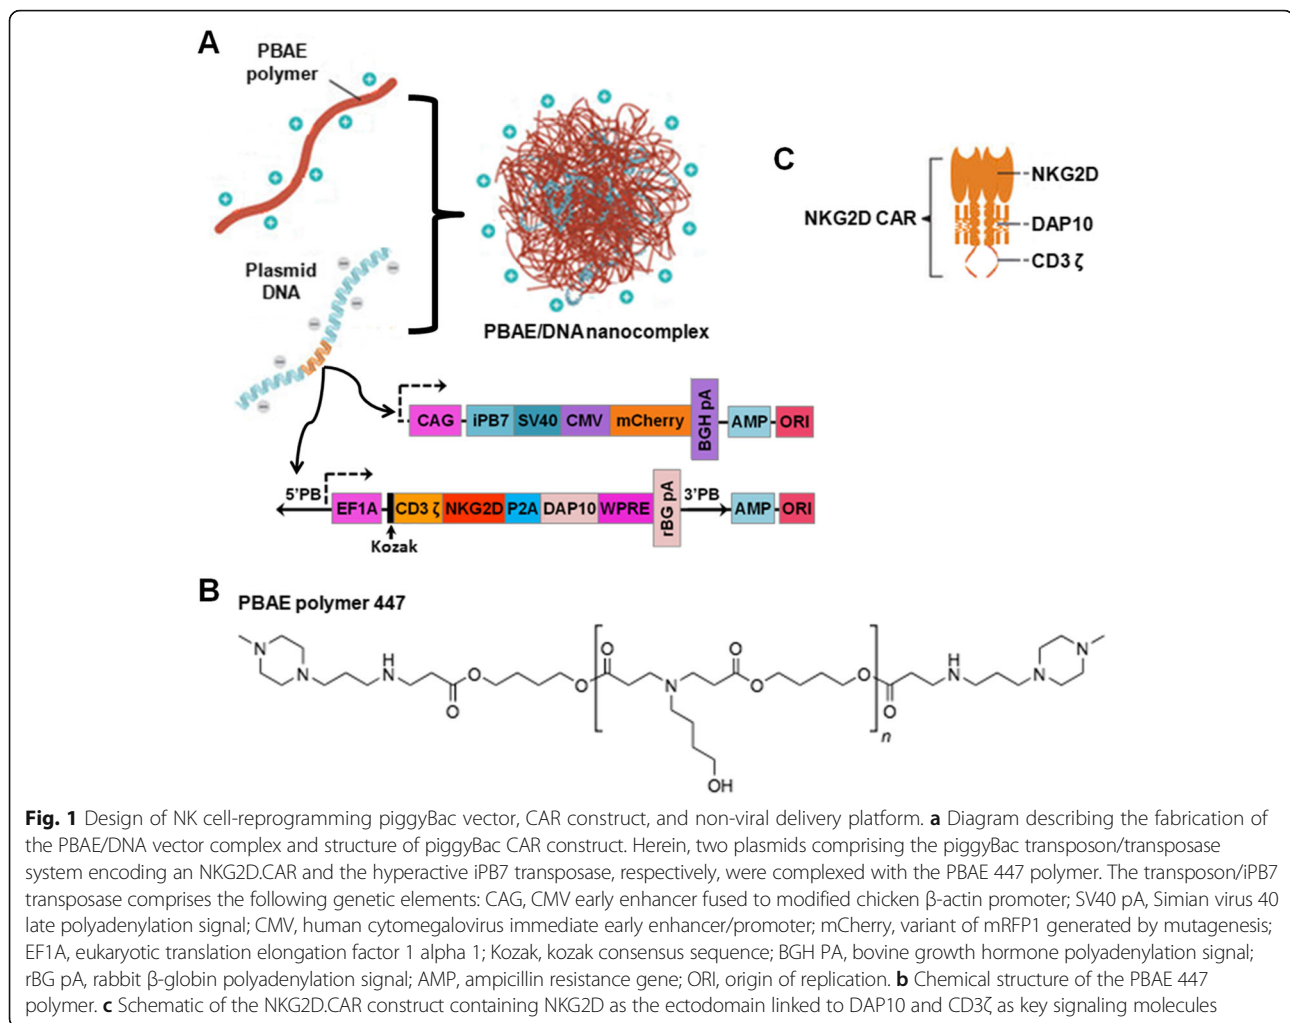 A
PBAE
polymer
Plasmid
DNA
PBAE/DNA nanocomplex
C
NKG2D CAR
NKG2D
DAP10
CD3 ζ
CAG
iPB7
SV40
CMV
mCherry
BGH pA
AMP
ORI
5'PB
EF1A
CD3 ζ
NKG2D
P2A
DAP10
WPRE
rBG pA
3'PB
AMP
ORI
Kozak
B
PBAE polymer 447
N
N
H
N
O
O
O
O
N
O
O
O
O
H
N
N
N
OH
n
Fig. 1 Design of NK cell-reprogramming piggyBac vector, CAR construct, and non-viral delivery platform. a Diagram describing the fabrication of
the PBAE/DNA vector complex and structure of piggyBac CAR construct. Herein, two plasmids comprising the piggyBac transposon/transposase
system encoding an NKG2D.CAR and the hyperactive iPB7 transposase, respectively, were complexed with the PBAE 447 polymer. The transposon/iPB7
transposase comprises the following genetic elements: CAG, CMV early enhancer fused to modified chicken β-actin promoter; SV40 pA, Simian virus 40
late polyadenylation signal; CMV, human cytomegalovirus immediate early enhancer/promoter; mCherry, variant of mRFP1 generated by mutagenesis;
EF1A, eukaryotic translation elongation factor 1 alpha 1; Kozak, kozak consensus sequence; BGH PA, bovine growth hormone polyadenylation signal;
rBG pA, rabbit β-globin polyadenylation signal; AMP, ampicillin resistance gene; ORI, origin of replication. b Chemical structure of the PBAE 447
polymer. c Schematic of the NKG2D.CAR construct containing NKG2D as the ectodomain linked to DAP10 and CD3ζ as key signaling molecules